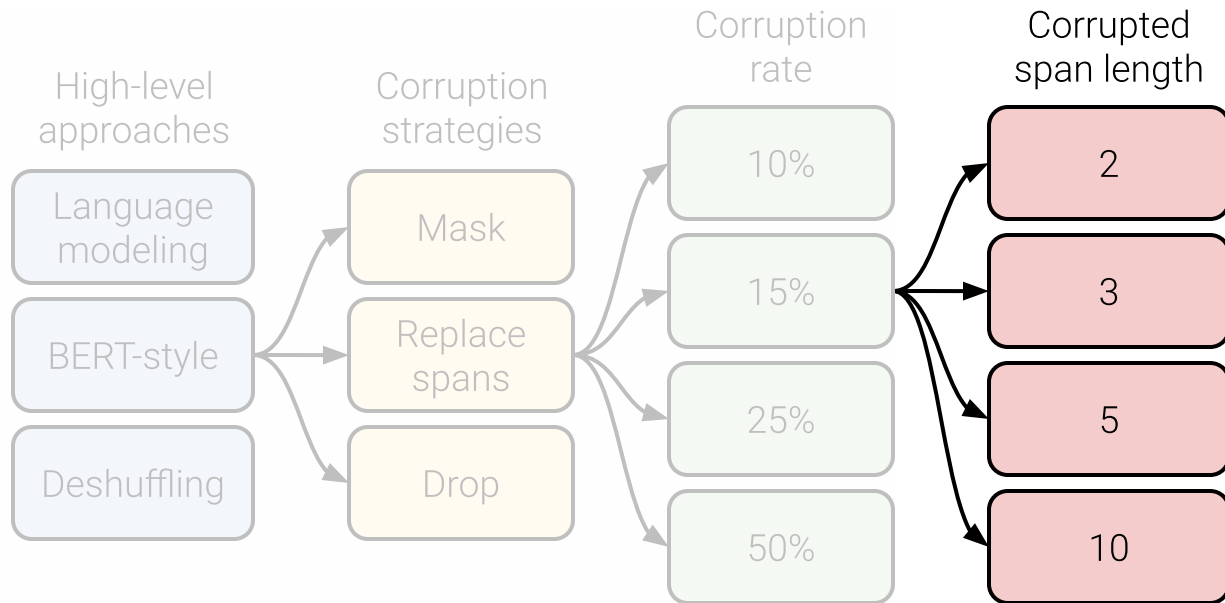 High-level
approaches
Language
modeling
BERT-style
Deshuffling
Corruption
strategies
Mask
Replace
spans
Drop
Corruption
rate
10%
15%
25%
50%
Corrupted
span length
2
3
5
10